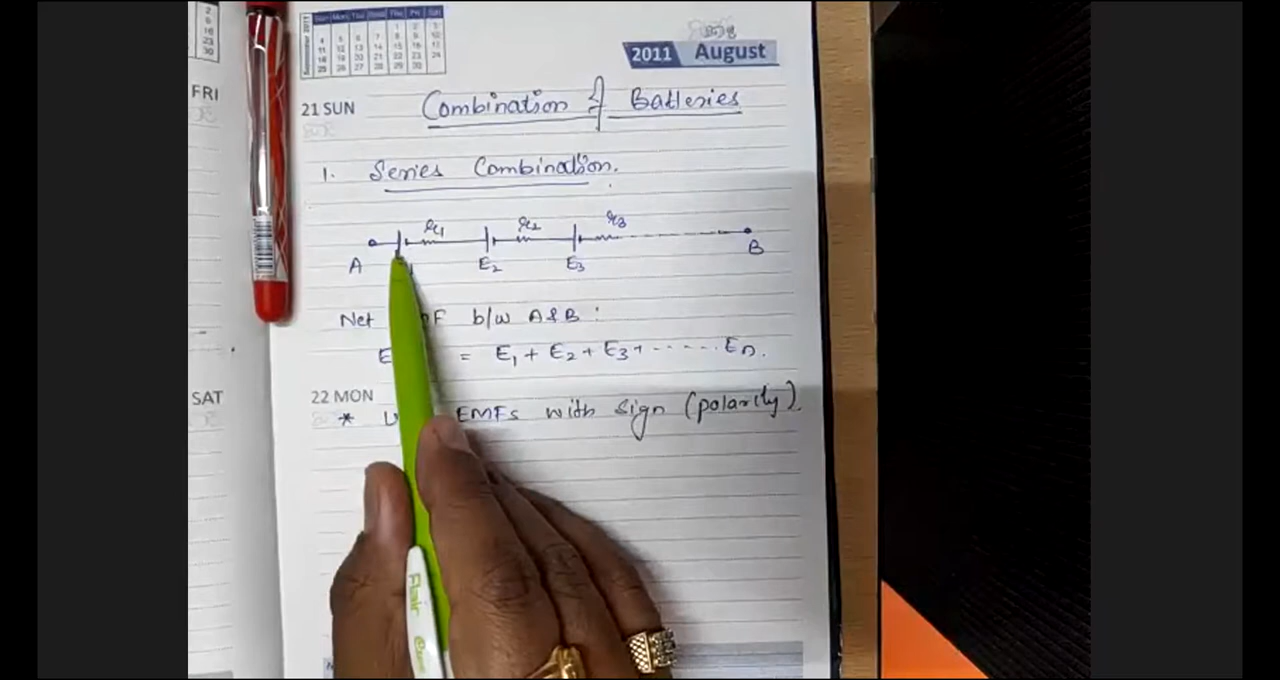 2011 August
FRI
21 SUN
Combination of Batteries
1. Series Combination.
r1 r2 r3
A E2 E3 B
Net b/w A & B :
E = E1 + E2 + E3 + ...... En.
SAT
22 MON
* EMFs with sign (polarity).
Flair